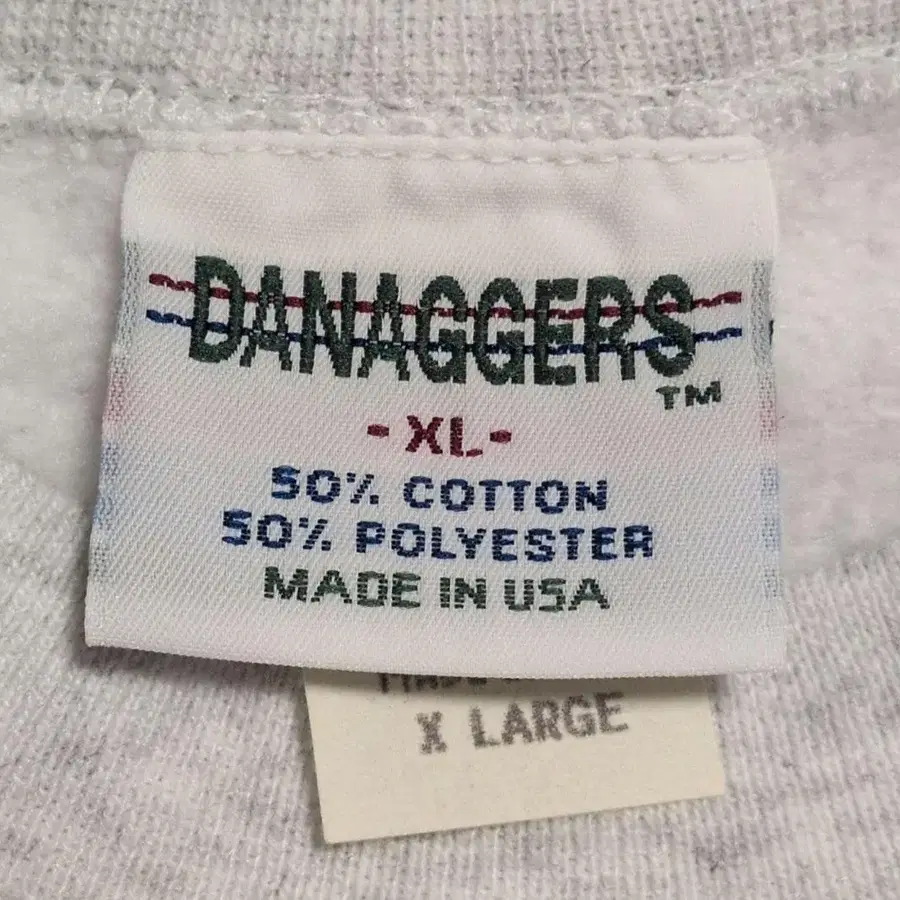 DANAGGERS
TM
- XL -
50% COTTON
50% POLYESTER
MADE IN USA
X LARGE